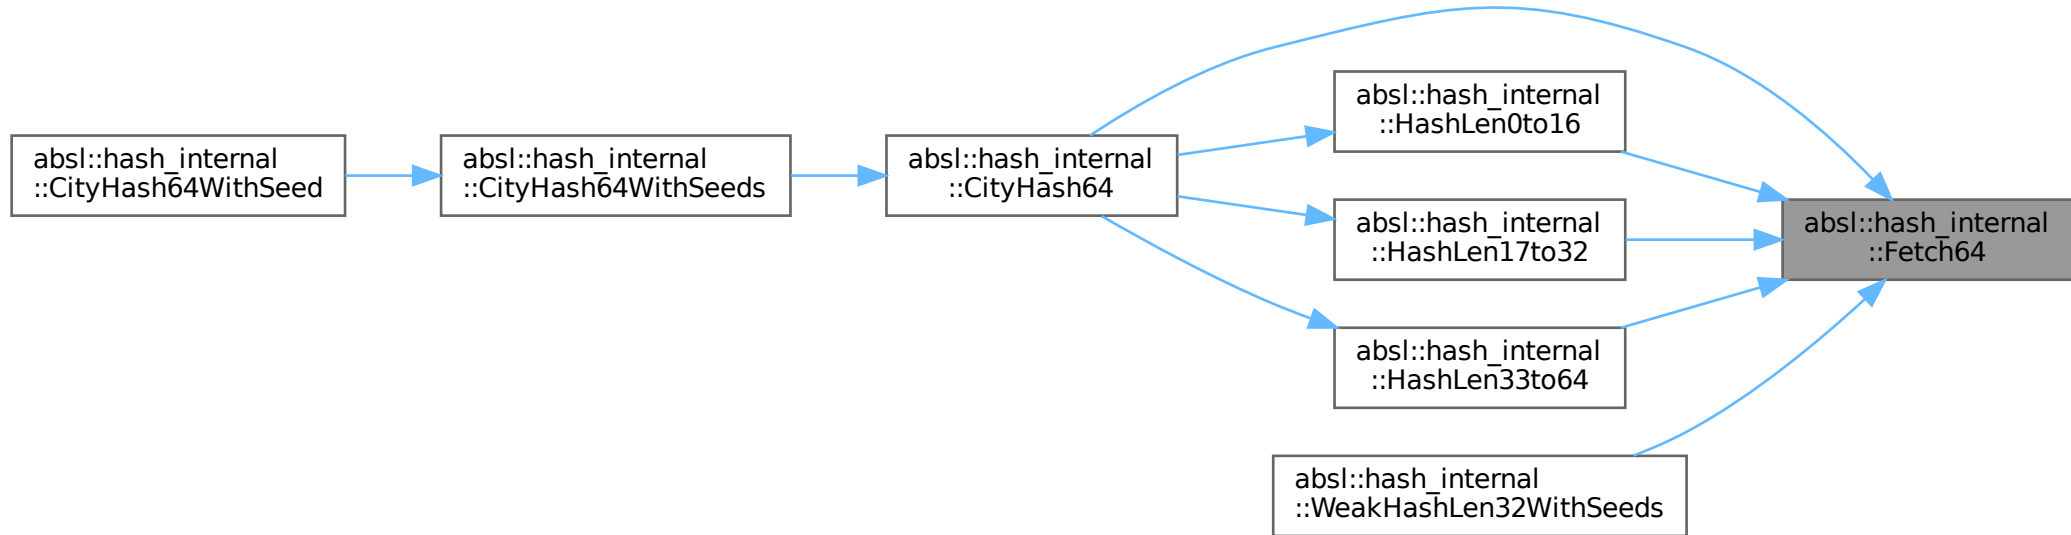 absl::hash_internal
::CityHash64WithSeed
absl::hash_internal
::CityHash64WithSeeds
absl::hash_internal
::CityHash64
absl::hash_internal
::HashLen0to16
absl::hash_internal
::HashLen17to32
absl::hash_internal
::HashLen33to64
absl::hash_internal
::WeakHashLen32WithSeeds
absl::hash_internal
::Fetch64